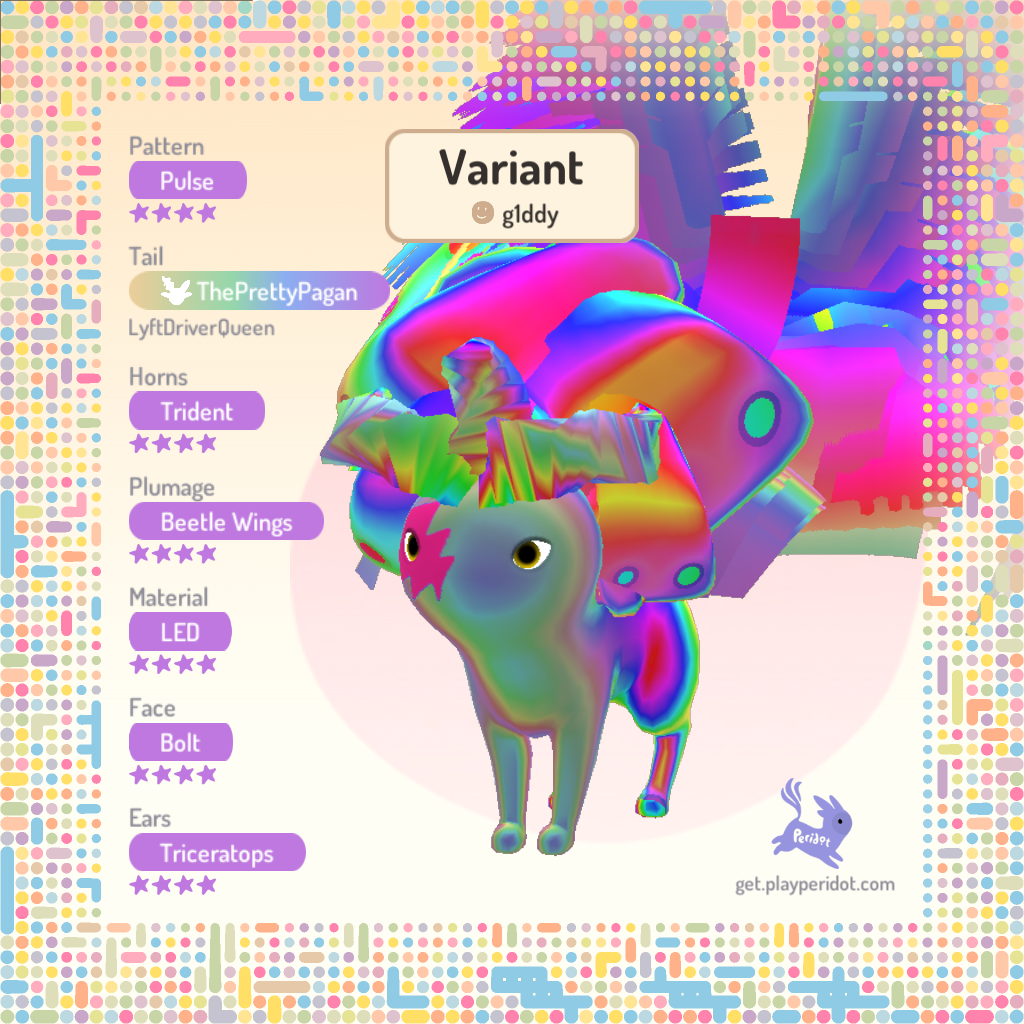 Variant
g1ddy
Pattern
Pulse
Tail
ThePrettyPagan
LyftDriverQueen
Horns
Trident
Plumage
Beetle Wings
Material
LED
Face
Bolt
Ears
Triceratops
Peridot
get.playperidot.com